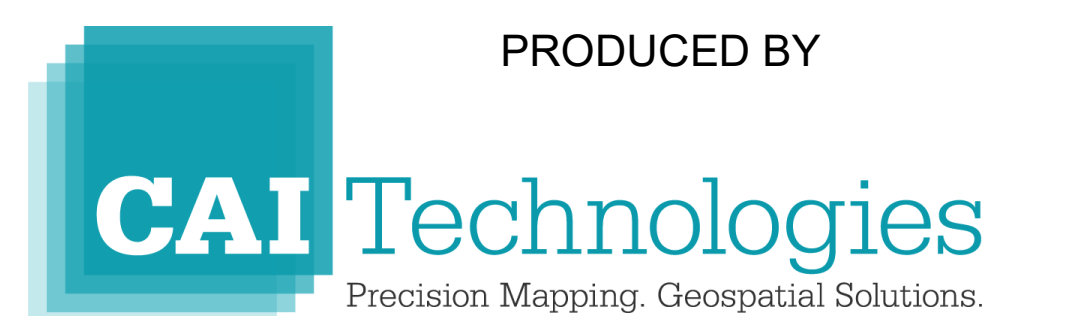 PRODUCED BY
CAI Technologies
Precision Mapping. Geospatial Solutions.